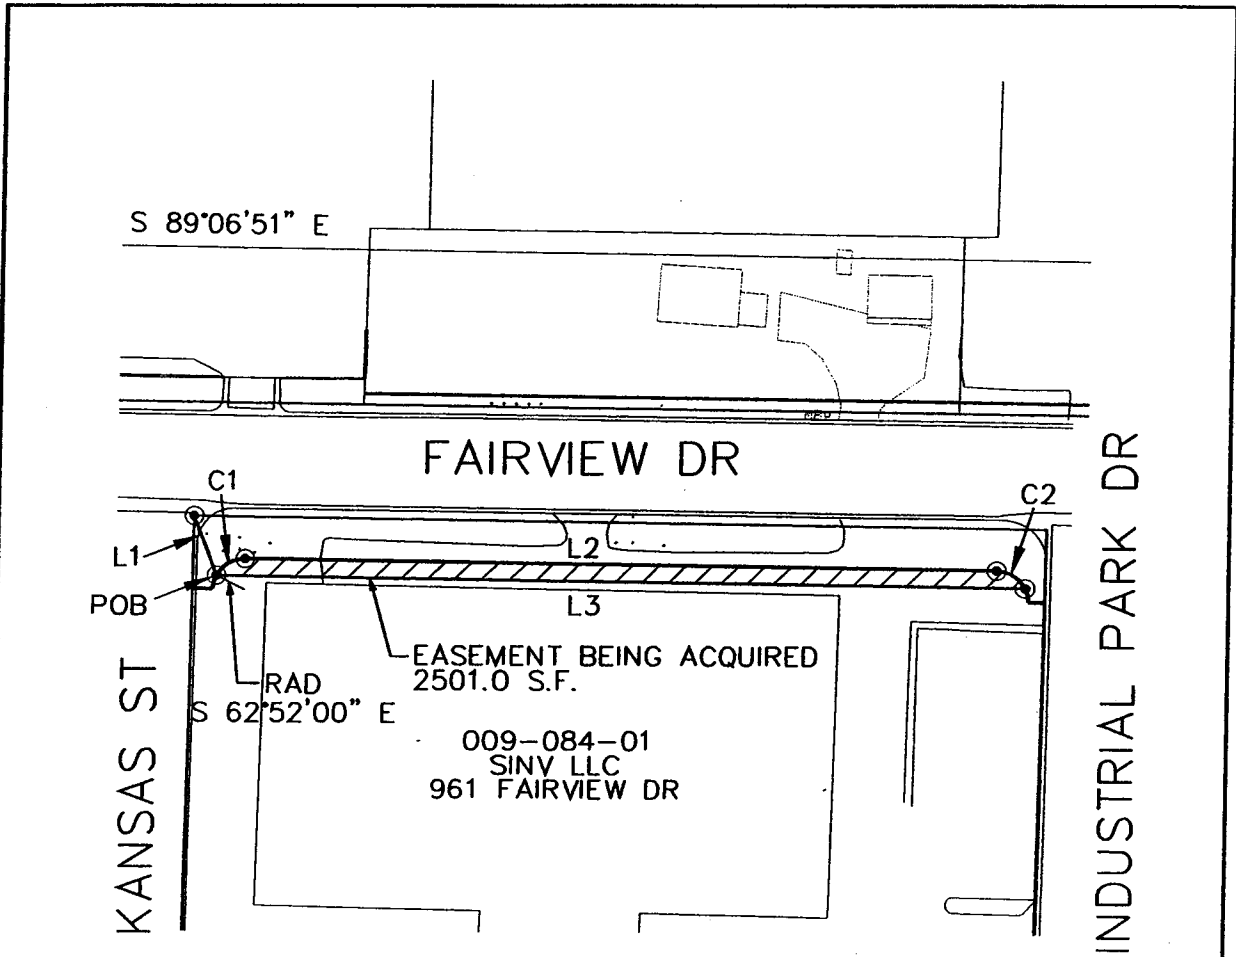 S 89°06'51" E
FAIRVIEW DR
C1
C2
L1
L2
POB
L3
EASEMENT BEING ACQUIRED
2501.0 S.F.
RAD
S 62°52'00" E
009-084-01
SINV LLC
961 FAIRVIEW DR
KANSAS ST
INDUSTRIAL PARK DR